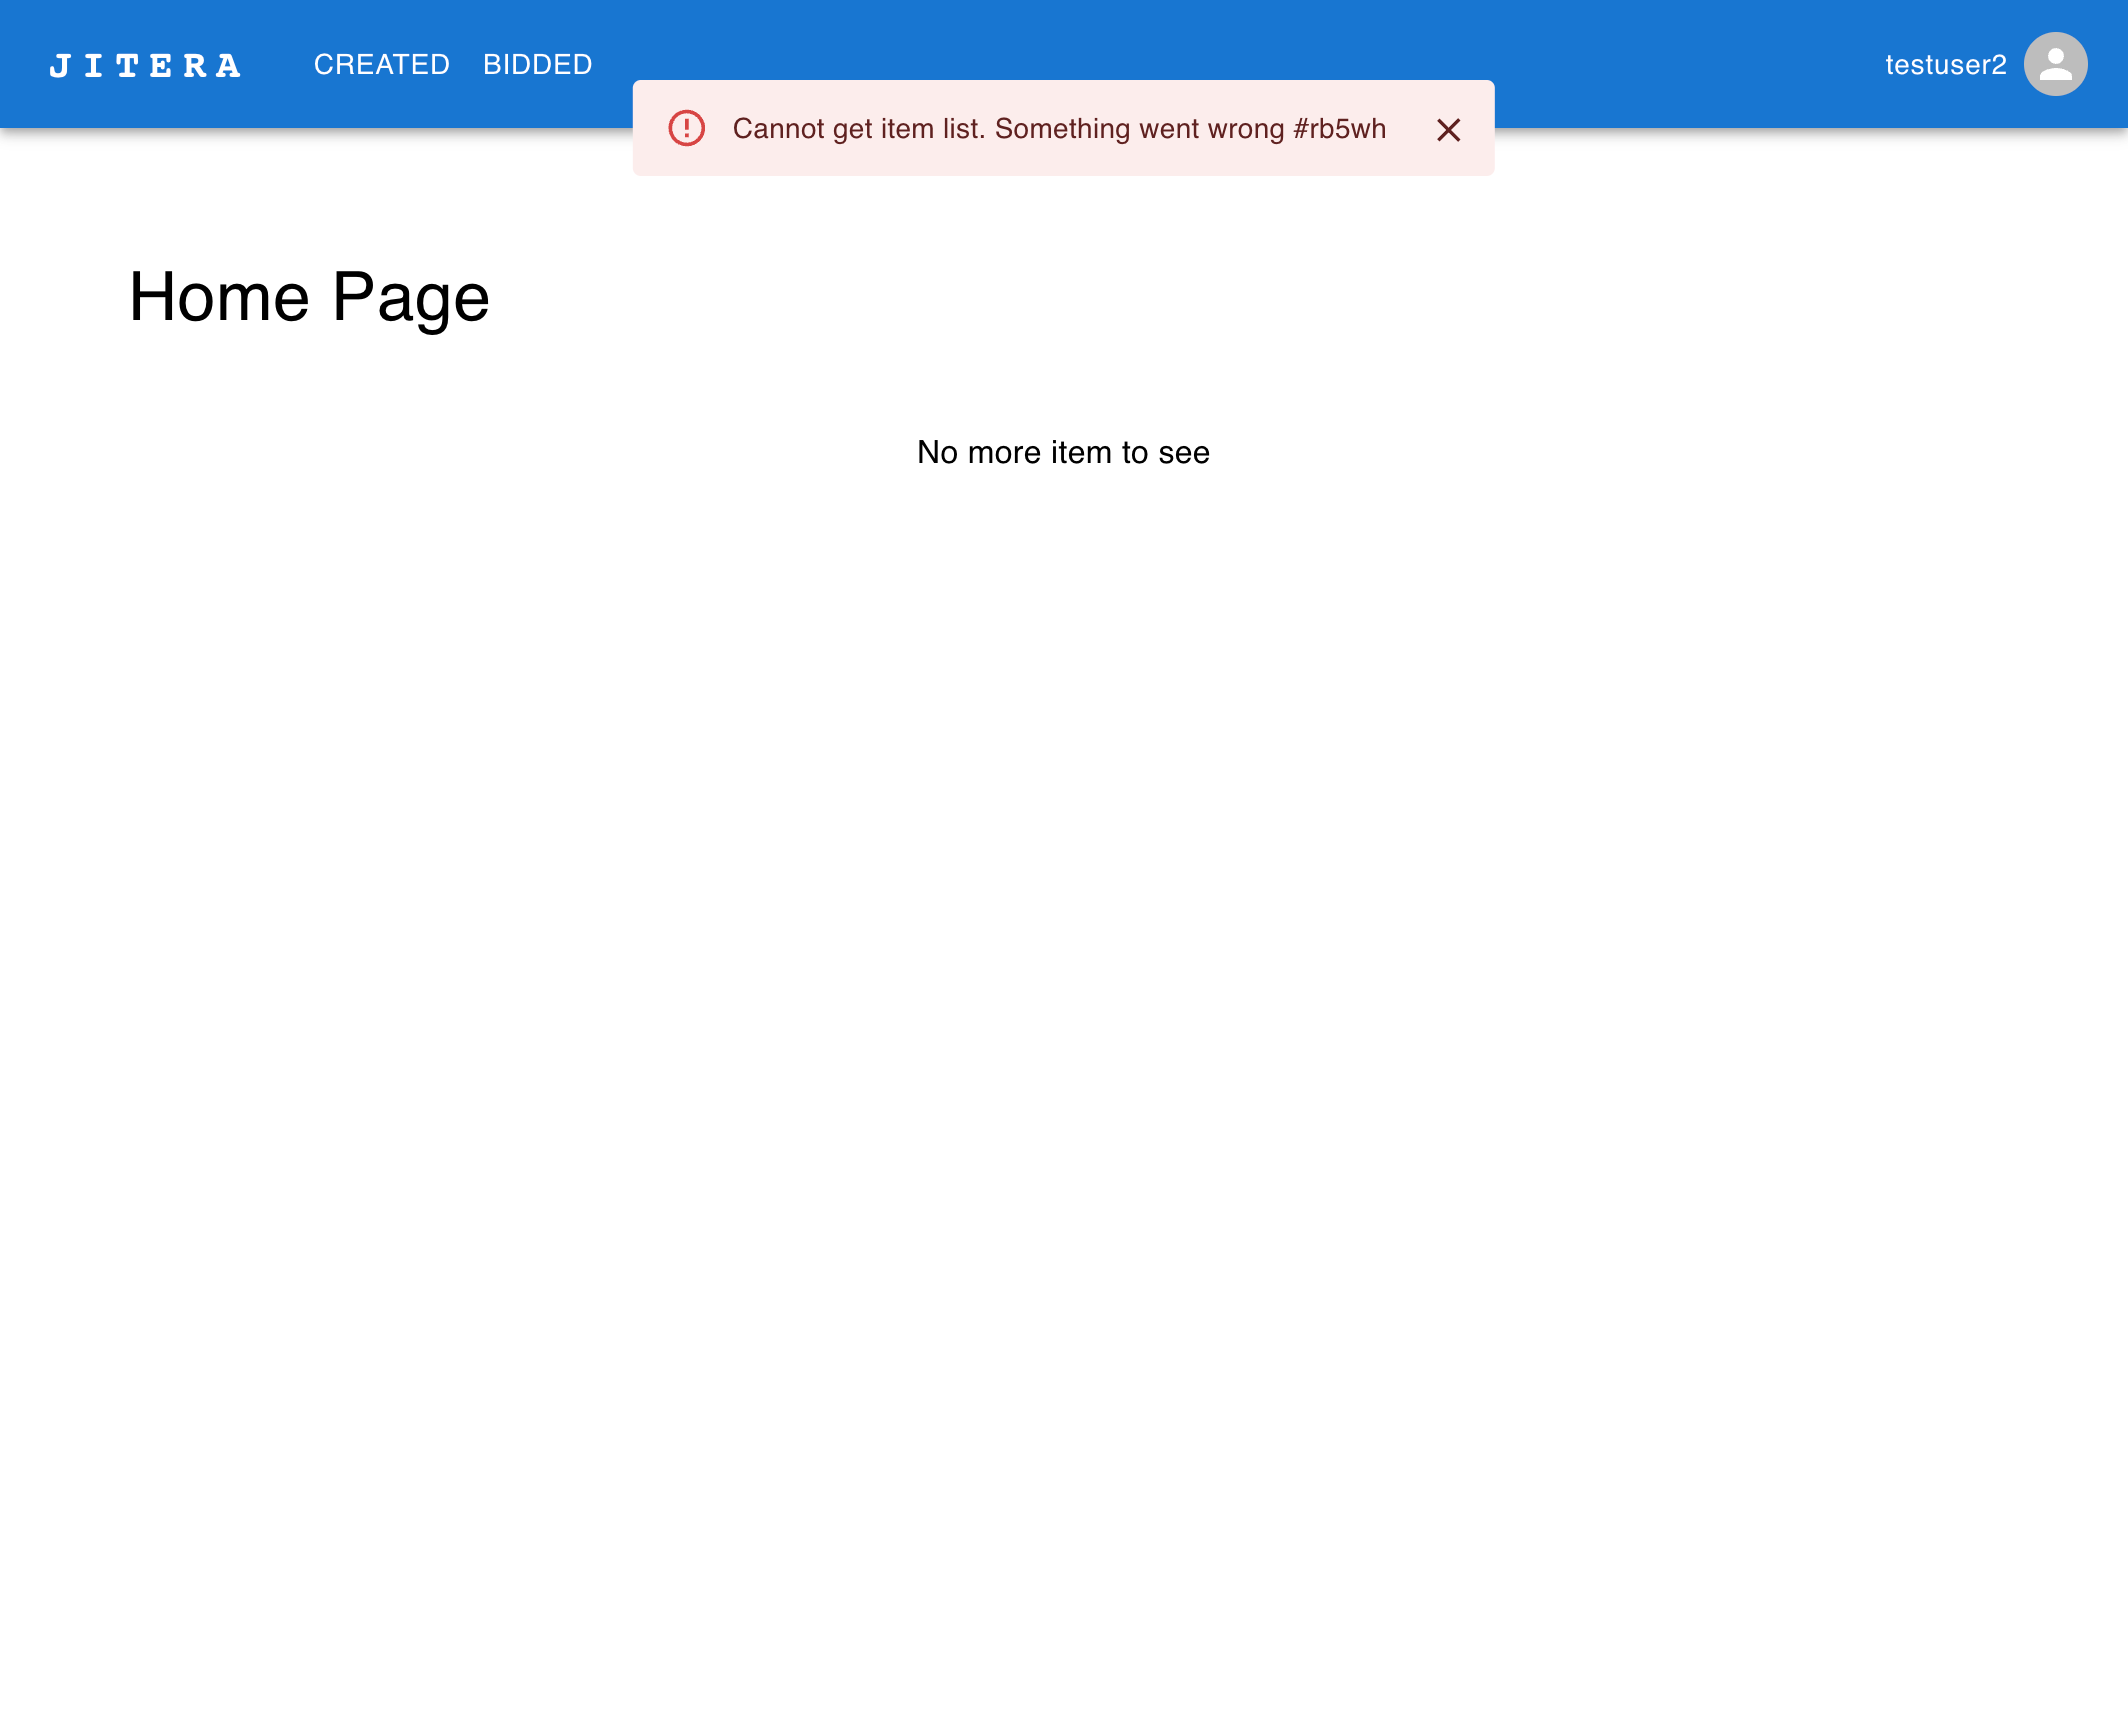 JITERA CREATED BIDDED testuser2
Cannot get item list. Something went wrong #rb5wh
Home Page
No more item to see